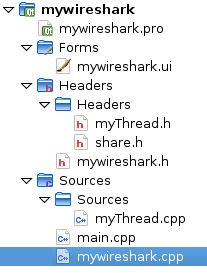 mywireshark
mywireshark.pro
Forms
mywireshark.ui
Headers
Headers
myThread.h
share.h
mywireshark.h
Sources
Sources
myThread.cpp
main.cpp
mywireshark.cpp